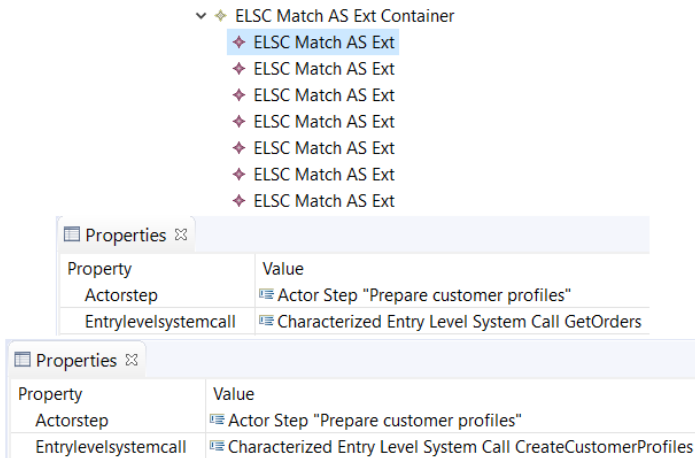 ELSC Match AS Ext Container
ELSC Match AS Ext
ELSC Match AS Ext
ELSC Match AS Ext
ELSC Match AS Ext
ELSC Match AS Ext
ELSC Match AS Ext
ELSC Match AS Ext
Properties
Property Value
Actorstep Actor Step "Prepare customer profiles"
Entrylevelsystemcall Characterized Entry Level System Call GetOrders
Properties
Property Value
Actorstep Actor Step "Prepare customer profiles"
Entrylevelsystemcall Characterized Entry Level System Call CreateCustomerProfiles